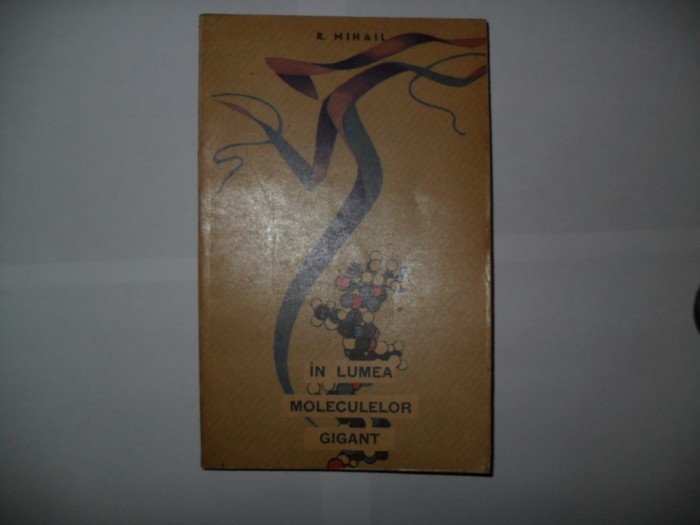 R. MIHAIL
ÎN LUMEA
MOLECULELOR
GIGANT